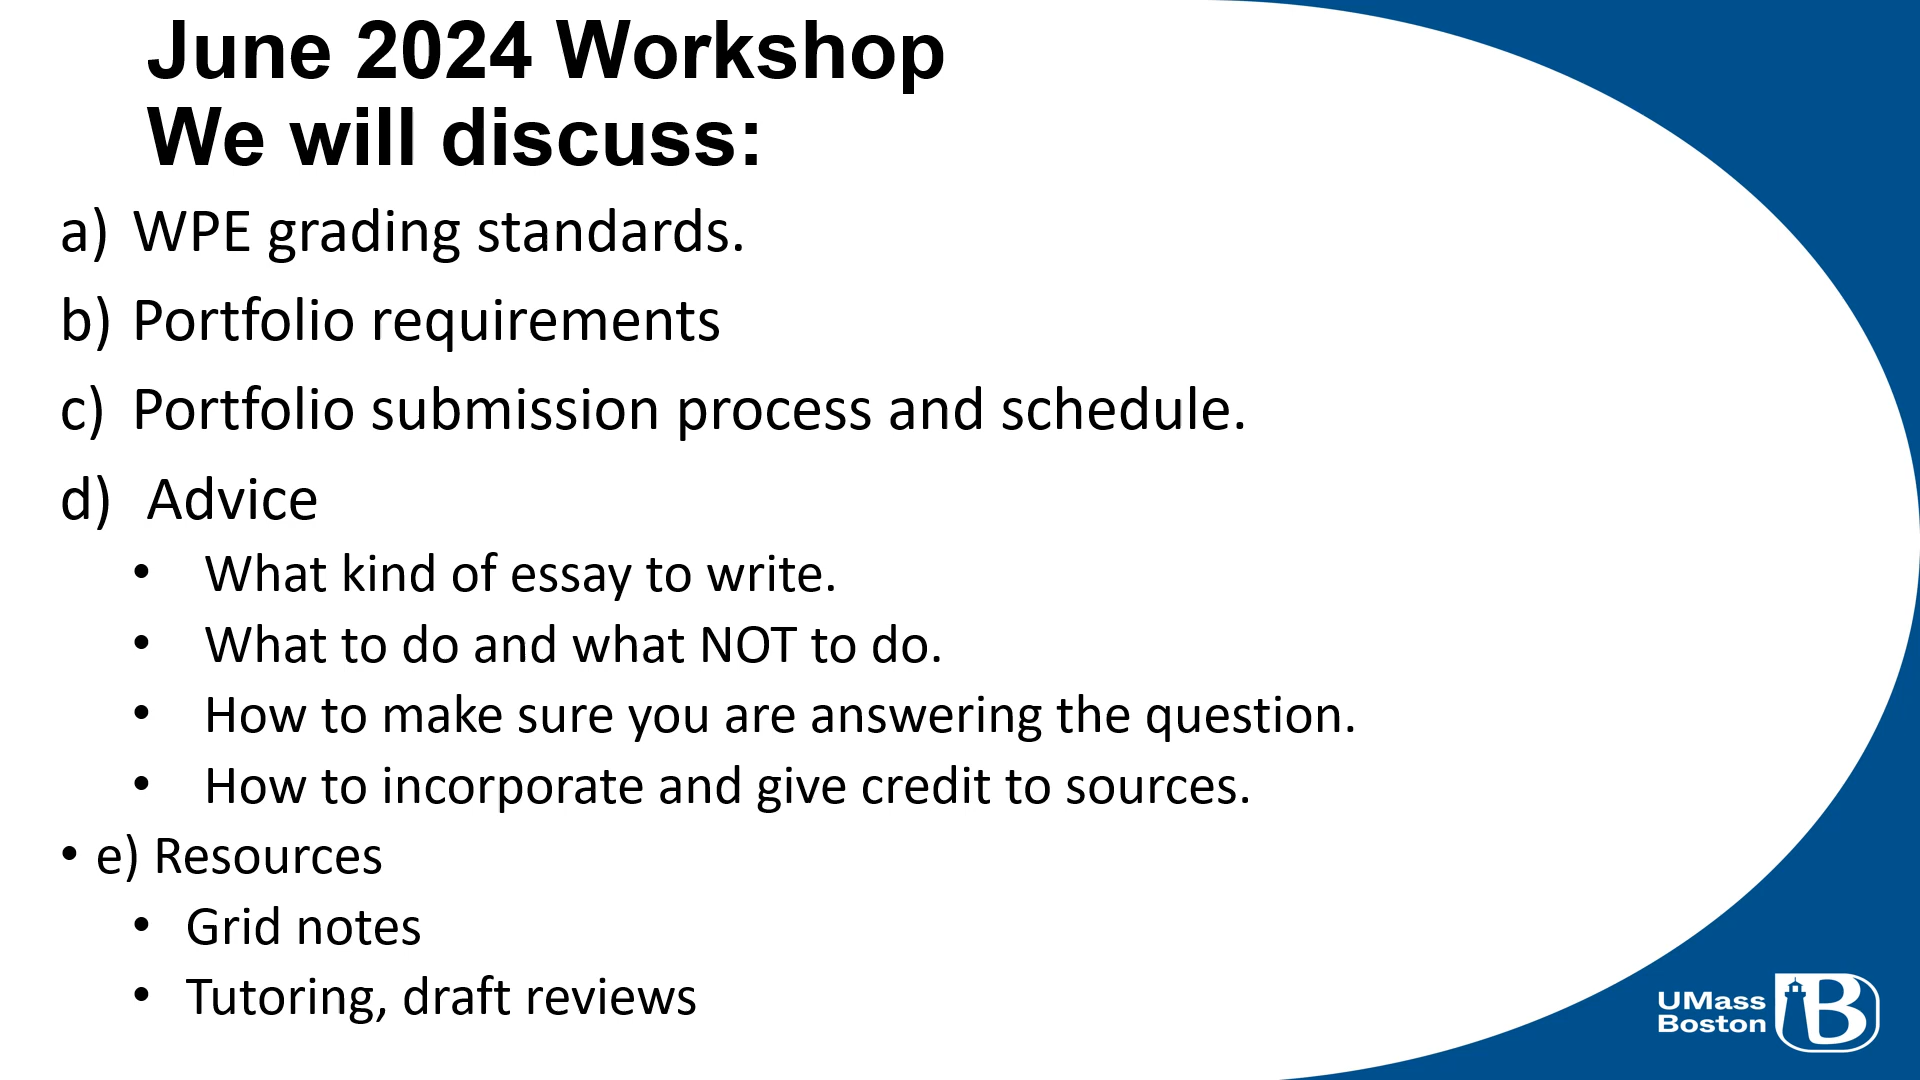 June 2024 Workshop
We will discuss:
a) WPE grading standards.
b) Portfolio requirements
c) Portfolio submission process and schedule.
d) Advice
• What kind of essay to write.
• What to do and what NOT to do.
• How to make sure you are answering the question.
• How to incorporate and give credit to sources.
• e) Resources
• Grid notes
• Tutoring, draft reviews
UMass
Boston
B